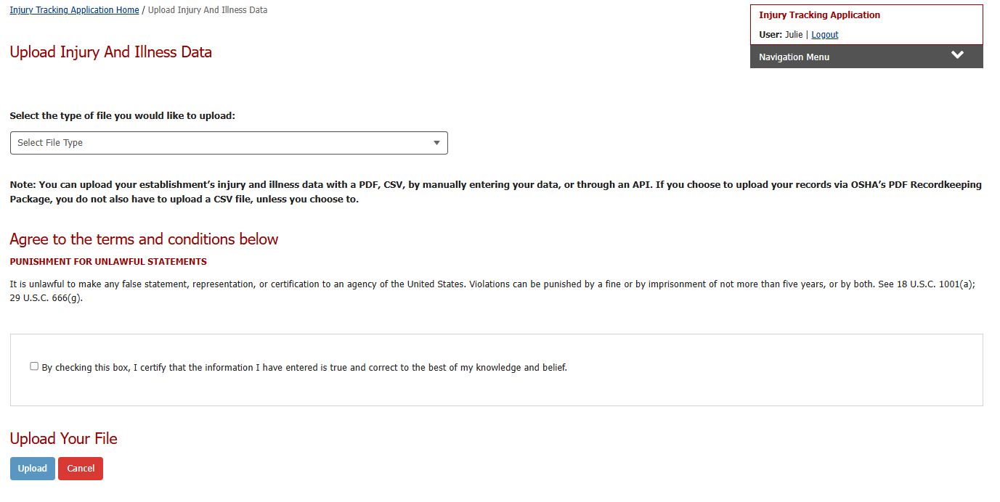 Injury Tracking Application Home / Upload Injury And Illness Data
Injury Tracking Application
User: Julie | Logout
Navigation Menu
Upload Injury And Illness Data
Select the type of file you would like to upload:
Select File Type
Note: You can upload your establishment’s injury and illness data with a PDF, CSV, by manually entering your data, or through an API. If you choose to upload your records via OSHA’s PDF Recordkeeping
Package, you do not also have to upload a CSV file, unless you choose to.
Agree to the terms and conditions below
PUNISHMENT FOR UNLAWFUL STATEMENTS
It is unlawful to make any false statement, representation, or certification to an agency of the United States. Violations can be punished by a fine or by imprisonment of not more than five years, or by both. See 18 U.S.C. 1001(a);
29 U.S.C. 666(g).
By checking this box, I certify that the information I have entered is true and correct to the best of my knowledge and belief.
Upload Your File
Upload Cancel